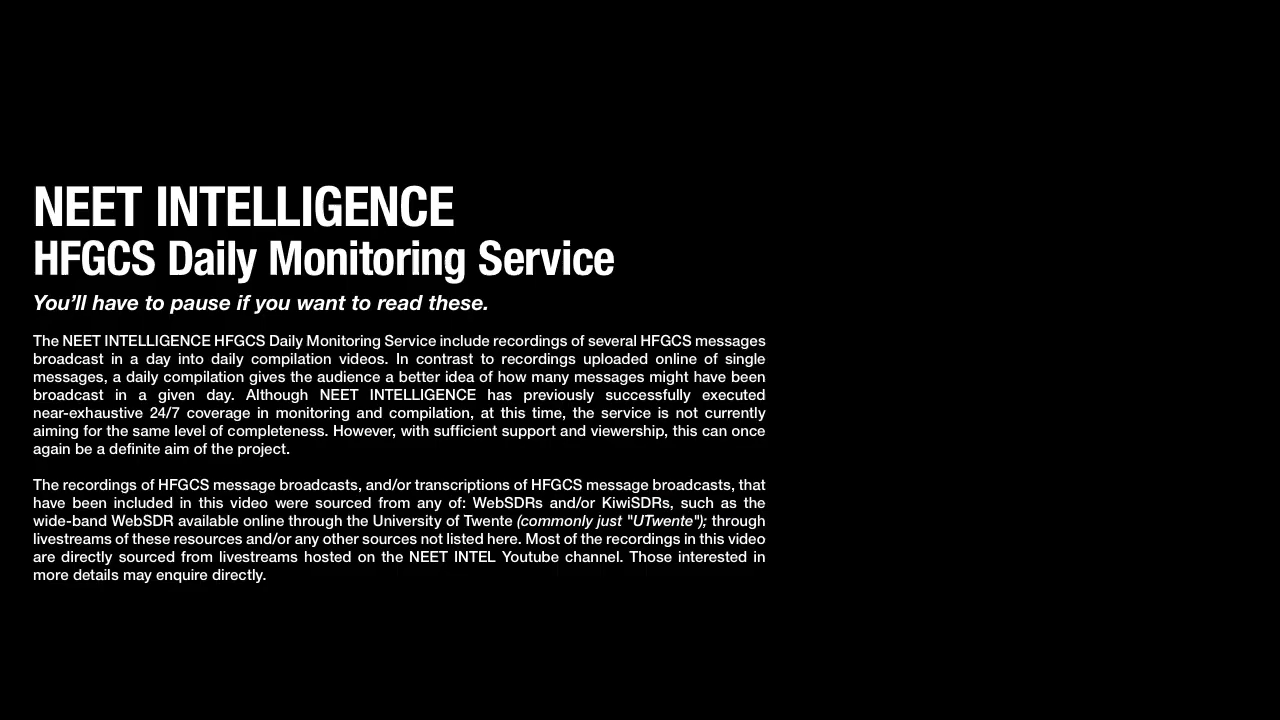 NEET INTELLIGENCE
HFGCS Daily Monitoring Service
You’ll have to pause if you want to read these.
The NEET INTELLIGENCE HFGCS Daily Monitoring Service include recordings of several HFGCS messages
broadcast in a day into daily compilation videos. In contrast to recordings uploaded online of single
messages, a daily compilation gives the audience a better idea of how many messages might have been
broadcast in a given day. Although NEET INTELLIGENCE has previously successfully executed
near-exhaustive 24/7 coverage in monitoring and compilation, at this time, the service is not currently
aiming for the same level of completeness. However, with sufficient support and viewership, this can once
again be a definite aim of the project.
The recordings of HFGCS message broadcasts, and/or transcriptions of HFGCS message broadcasts, that
have been included in this video were sourced from any of: WebSDRs and/or KiwiSDRs, such as the
wide-band WebSDR available online through the University of Twente (commonly just "UTwente"); through
livestreams of these resources and/or any other sources not listed here. Most of the recordings in this video
are directly sourced from livestreams hosted on the NEET INTEL Youtube channel. Those interested in
more details may enquire directly.